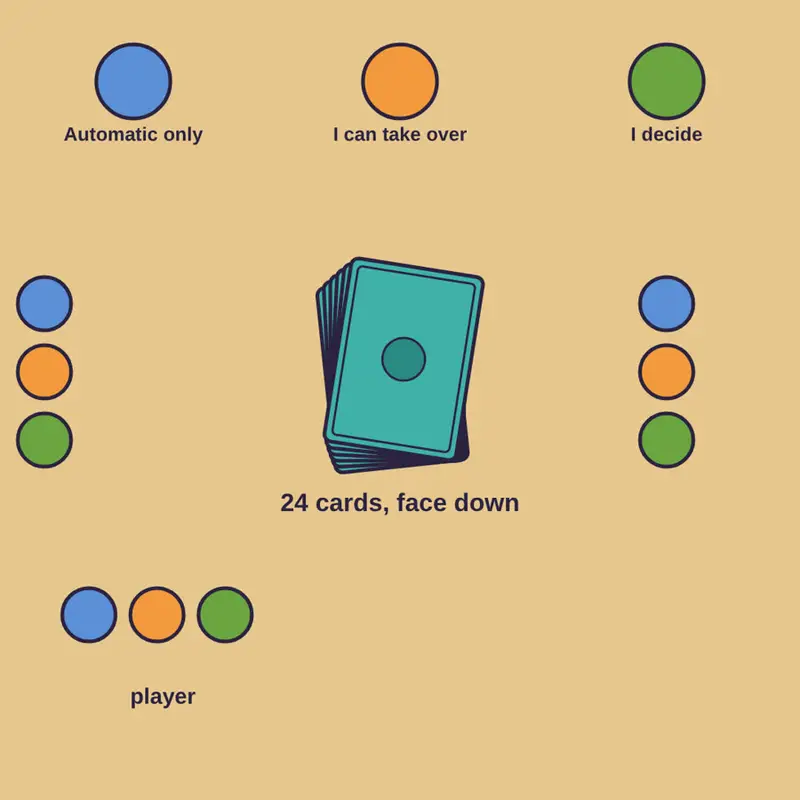 Automatic only
I can take over
I decide
24 cards, face down
player